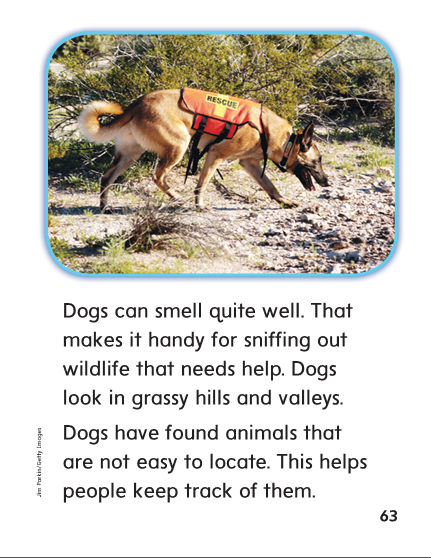 RESCUE
Dogs can smell quite well. That
makes it handy for sniffing out
wildlife that needs help. Dogs
look in grassy hills and valleys.
Dogs have found animals that
are not easy to locate. This helps
people keep track of them.
Jim Parkin/Getty Images
63